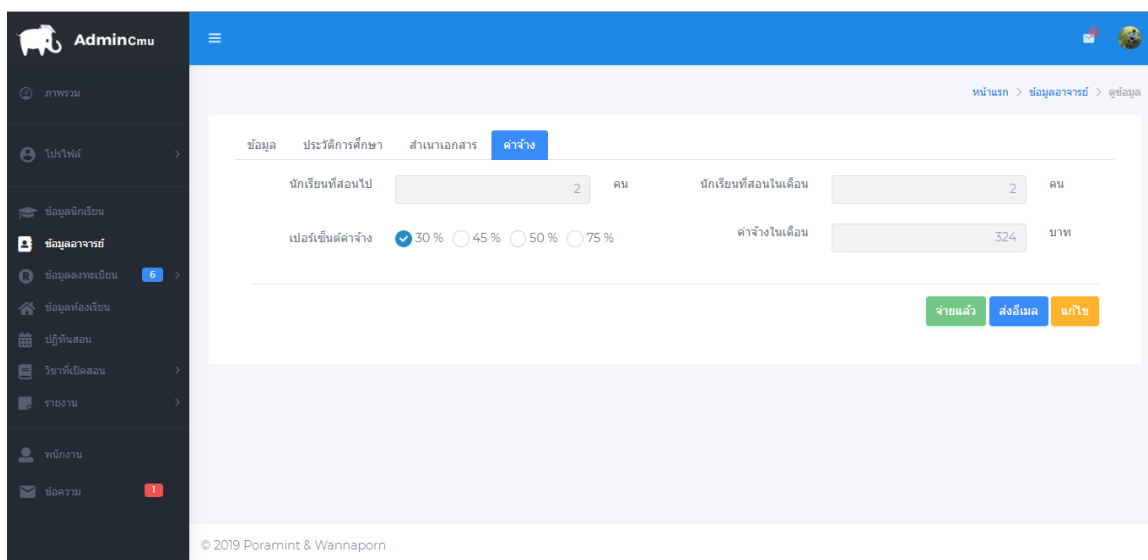 AdminCmu
ภาพรวม
โปรไฟล์
ข้อมูลนักเรียน
ข้อมูลอาจารย์
ข้อมูลลงทะเบียน 6
ข้อมูลห้องเรียน
ปฏิทินสอน
วิชาที่เปิดสอน
รายงาน
พนักงาน
ข้อความ 1
หน้าแรก > ข้อมูลอาจารย์ > ดูข้อมูล
ข้อมูล ประวัติการศึกษา สำเนาเอกสาร ค่าจ้าง
นักเรียนที่สอนไป 2 คน นักเรียนที่สอนในเดือน 2 คน
เปอร์เซ็นต์ค่าจ้าง 30 % 45 % 50 % 75 % ค่าจ้างในเดือน 324 บาท
จ่ายแล้ว ส่งอีเมล แก้ไข
© 2019 Poramint & Wannaporn